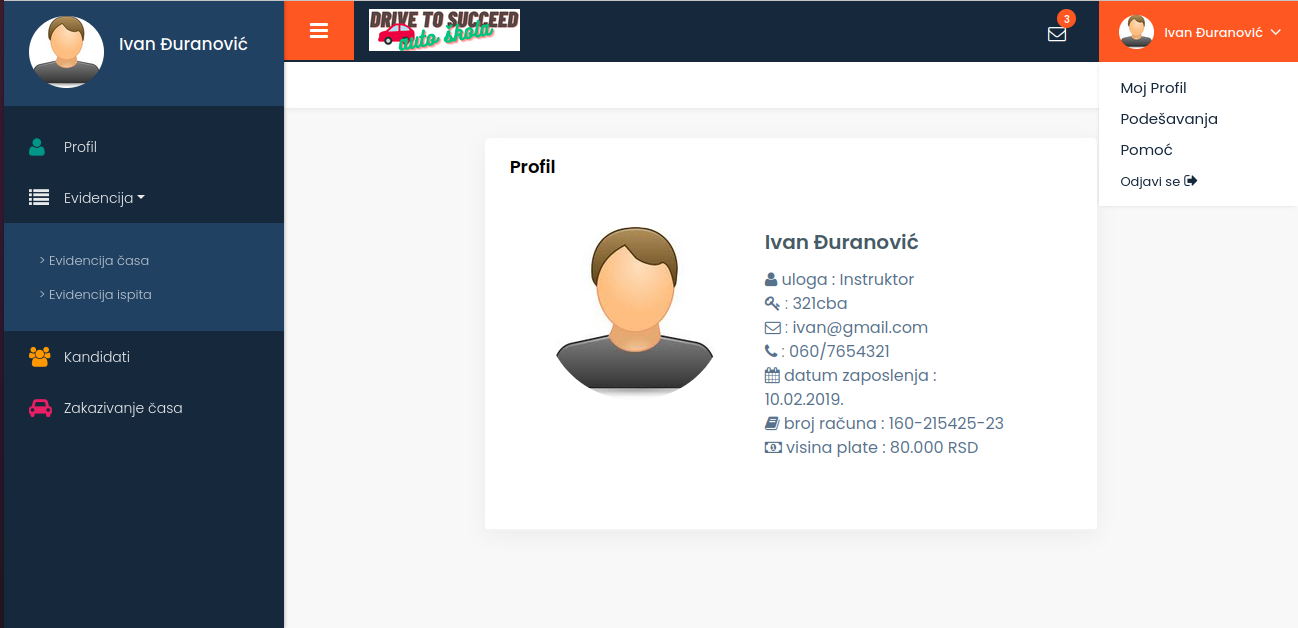 Ivan Đuranović
DRIVE TO SUCCEED
auto škola
3
Ivan Đuranović
Moj Profil
Podešavanja
Pomoć
Odjavi se
Profil
Evidencija
> Evidencija časa
> Evidencija ispita
Kandidati
Zakazivanje časa
Profil
Ivan Đuranović
uloga : Instruktor
: 321cba
: ivan@gmail.com
: 060/7654321
datum zaposlenja :
10.02.2019.
broj računa : 160-215425-23
visina plate : 80.000 RSD